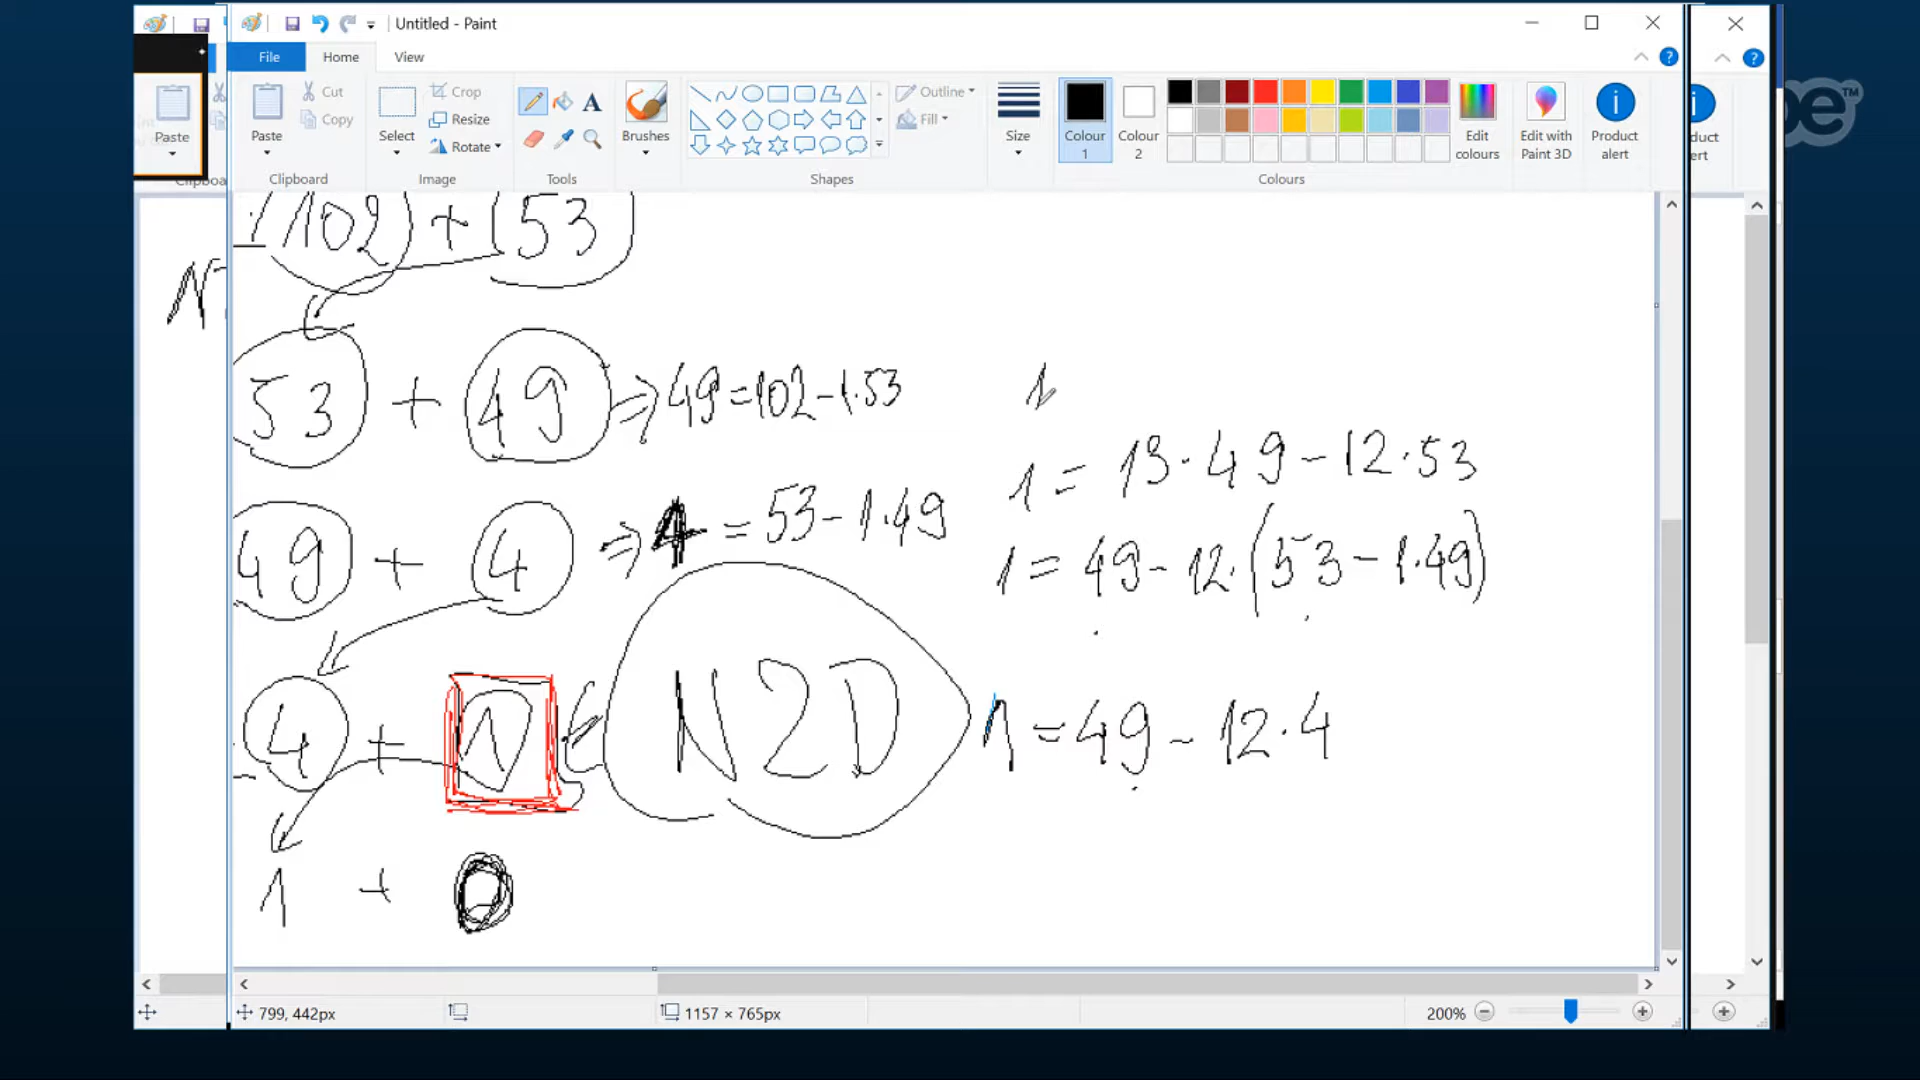 Untitled - Paint
File Home View
Paste
Paste
Cut
Copy
Clipboard
Select
Crop
Resize
Rotate
Image
Tools
Brushes
Shapes
Outline
Fill
Size
Colour 1
Colour 2
Colours
Edit colours
Edit with Paint 3D
Product alert
102 + 53
53 + 49 ⇒ 49 = 102 - 1·53
1
1 = 13·49 - 12·53
49 + 4 ⇒ 4 = 53 - 1·49
1 = 49 - 12·(53 - 1·49)
4 + 1 N2D
1 = 49 - 12·4
1 + 0
799, 442px
1157 × 765px
200%